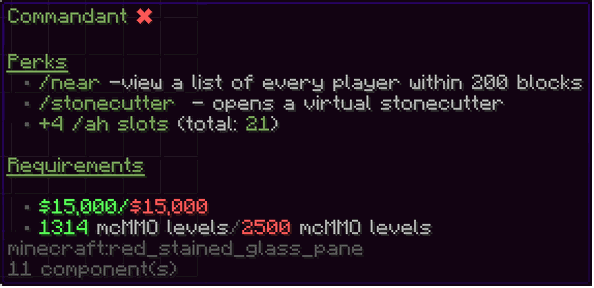 Commandant ✖
Perks
• /near -view a list of every player within 200 blocks
• /stonecutter - opens a virtual stonecutter
• +4 /ah slots (total: 21)
Requirements
• $15,000/$15,000
• 1314 mcMMO levels/2500 mcMMO levels
minecraft:red_stained_glass_pane
11 component(s)